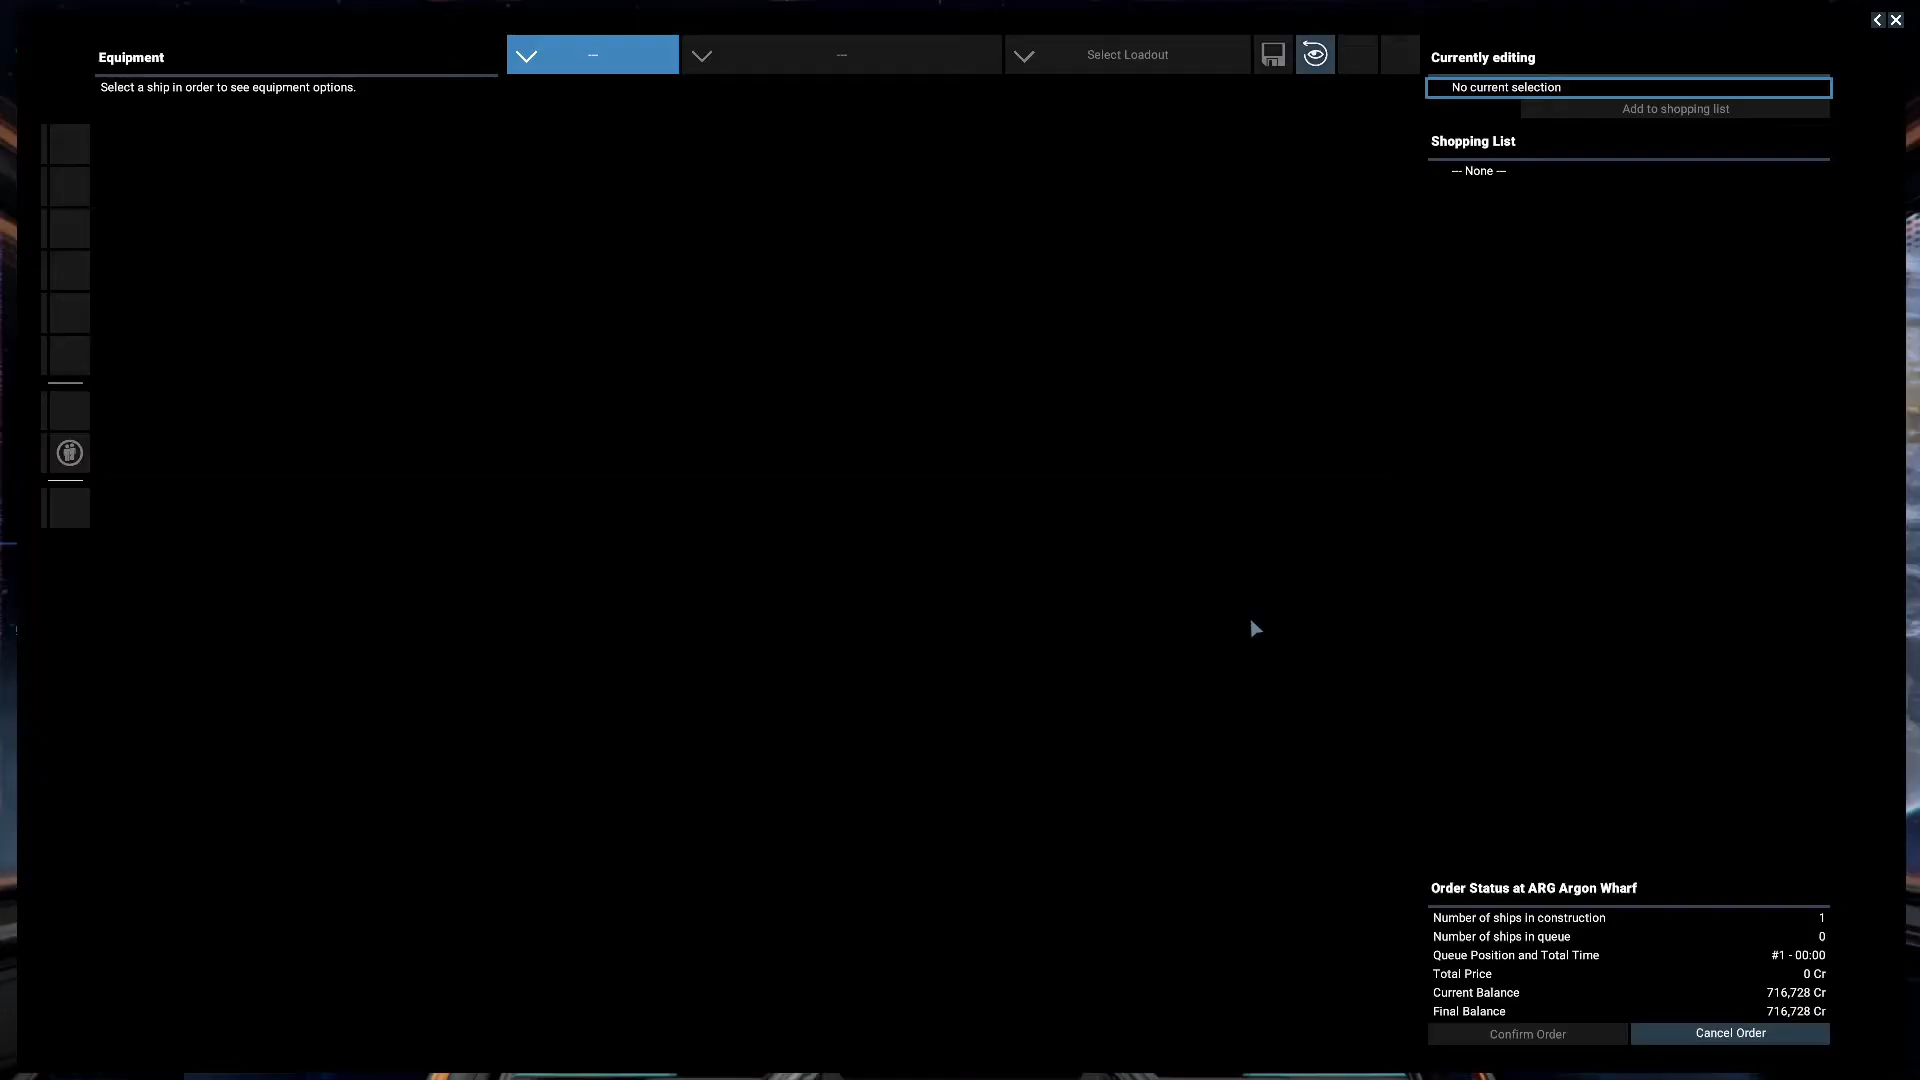 Equipment
Select a ship in order to see equipment options.
---
---
Select Loadout
Currently editing
No current selection
Add to shopping list
Shopping List
--- None ---
Order Status at ARG Argon Wharf
Number of ships in construction 1
Number of ships in queue 0
Queue Position and Total Time #1 - 00:00
Total Price 0 Cr
Current Balance 716,728 Cr
Final Balance 716,728 Cr
Confirm Order
Cancel Order